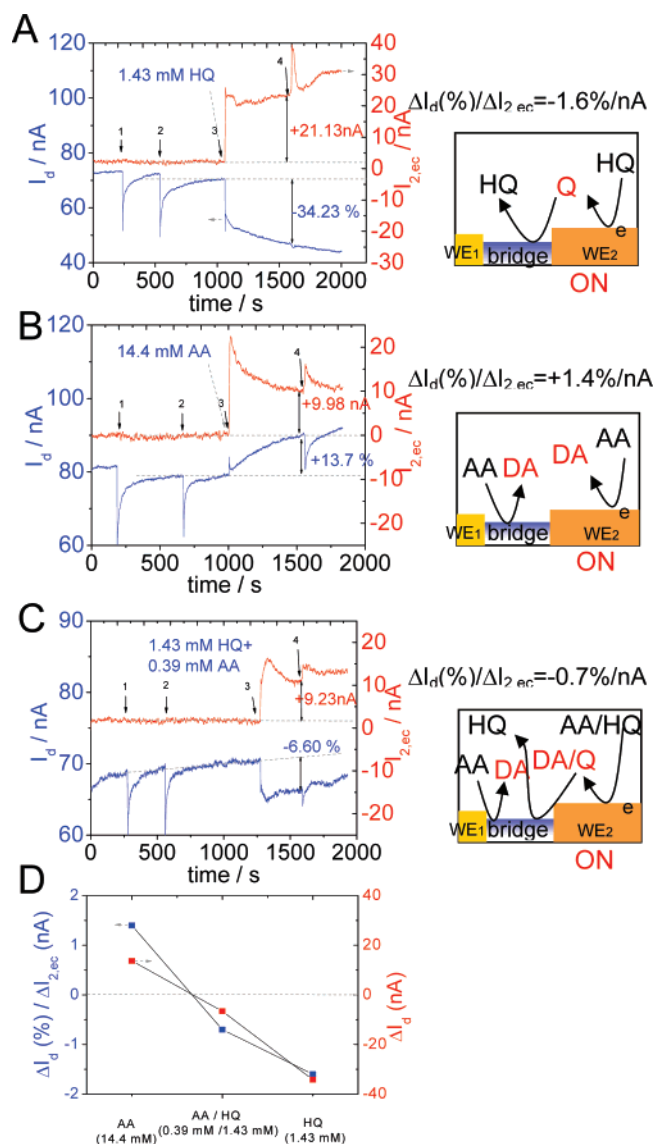 A
I_d / nA
120
100
80
60
40
1.43 mM HQ
1
2
3
4
+21.13nA
-34.23 %
40
30
20
10
0
-10
-20
-30
I_2,ec / nA
0 500 1000 1500 2000
time / s
ΔI_d(%)/ΔI_2 ec=-1.6%/nA
HQ
Q
HQ
e
WE1
bridge
WE2
ON
B
I_d / nA
120
100
80
60
14.4 mM AA
1
2
3
4
+9.98 nA
+13.7 %
20
10
0
-10
-20
I_2,ec / nA
0 500 1000 1500 2000
time / s
ΔI_d(%)/ΔI_2 ec=+1.4%/nA
AA
DA
DA
AA
e
WE1
bridge
WE2
ON
C
I_d / nA
90
80
70
60
1.43 mM HQ+
0.39 mM AA
1
2
3
4
+9.23nA
-6.60 %
20
10
0
-10
-20
I_2,ec / nA
0 500 1000 1500 2000
time / s
ΔI_d(%)/ΔI_2 ec=-0.7%/nA
HQ
AA/HQ
AA
DA
DA/Q
e
WE1
bridge
WE2
ON
D
ΔI_d(%) / ΔI_2,ec (nA)
2
1
0
-1
-2
40
20
0
-20
-40
ΔI_d (nA)
AA
(14.4 mM)
AA / HQ
(0.39 mM /1.43 mM)
HQ
(1.43 mM)